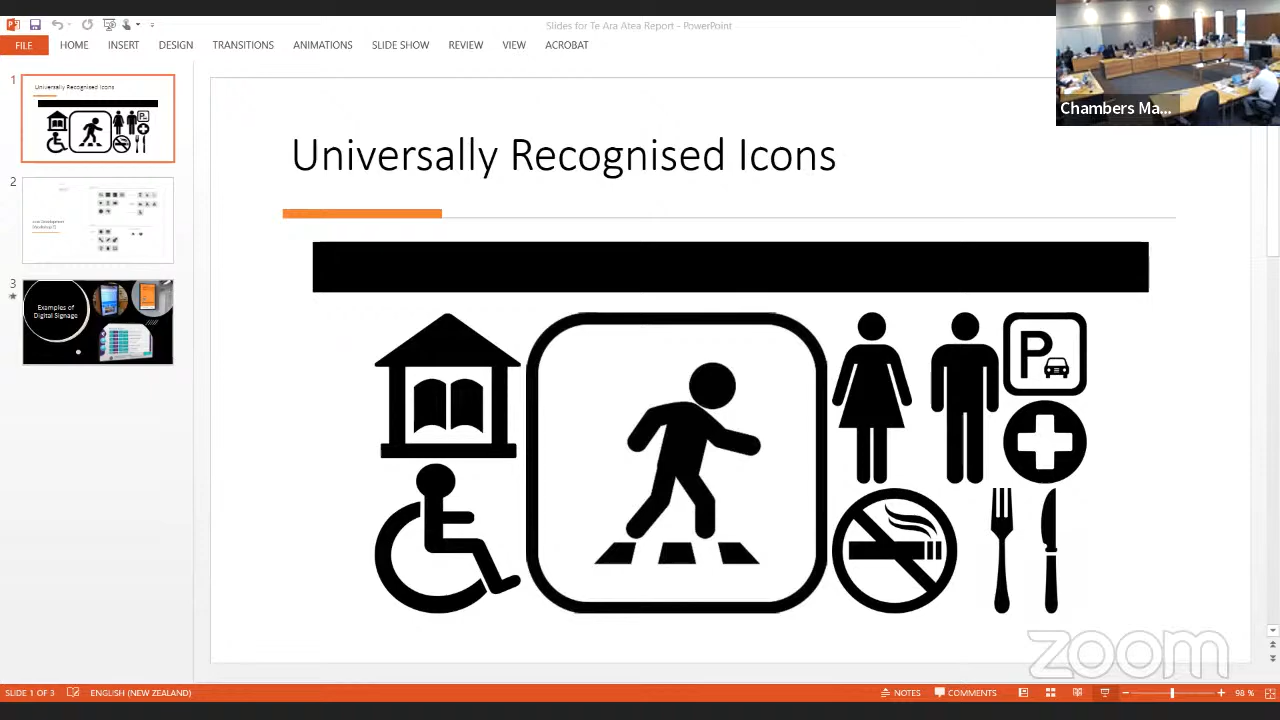 Slides for Te Ara Atea Report - PowerPoint
FILE HOME INSERT DESIGN TRANSITIONS ANIMATIONS SLIDE SHOW REVIEW VIEW ACROBAT
Chambers Ma...
1
Universally Recognised Icons
2
3
Examples of
Digital Signage
Universally Recognised Icons
P
P
zoom
SLIDE 1 OF 3 ENGLISH (NEW ZEALAND) NOTES COMMENTS 98 %